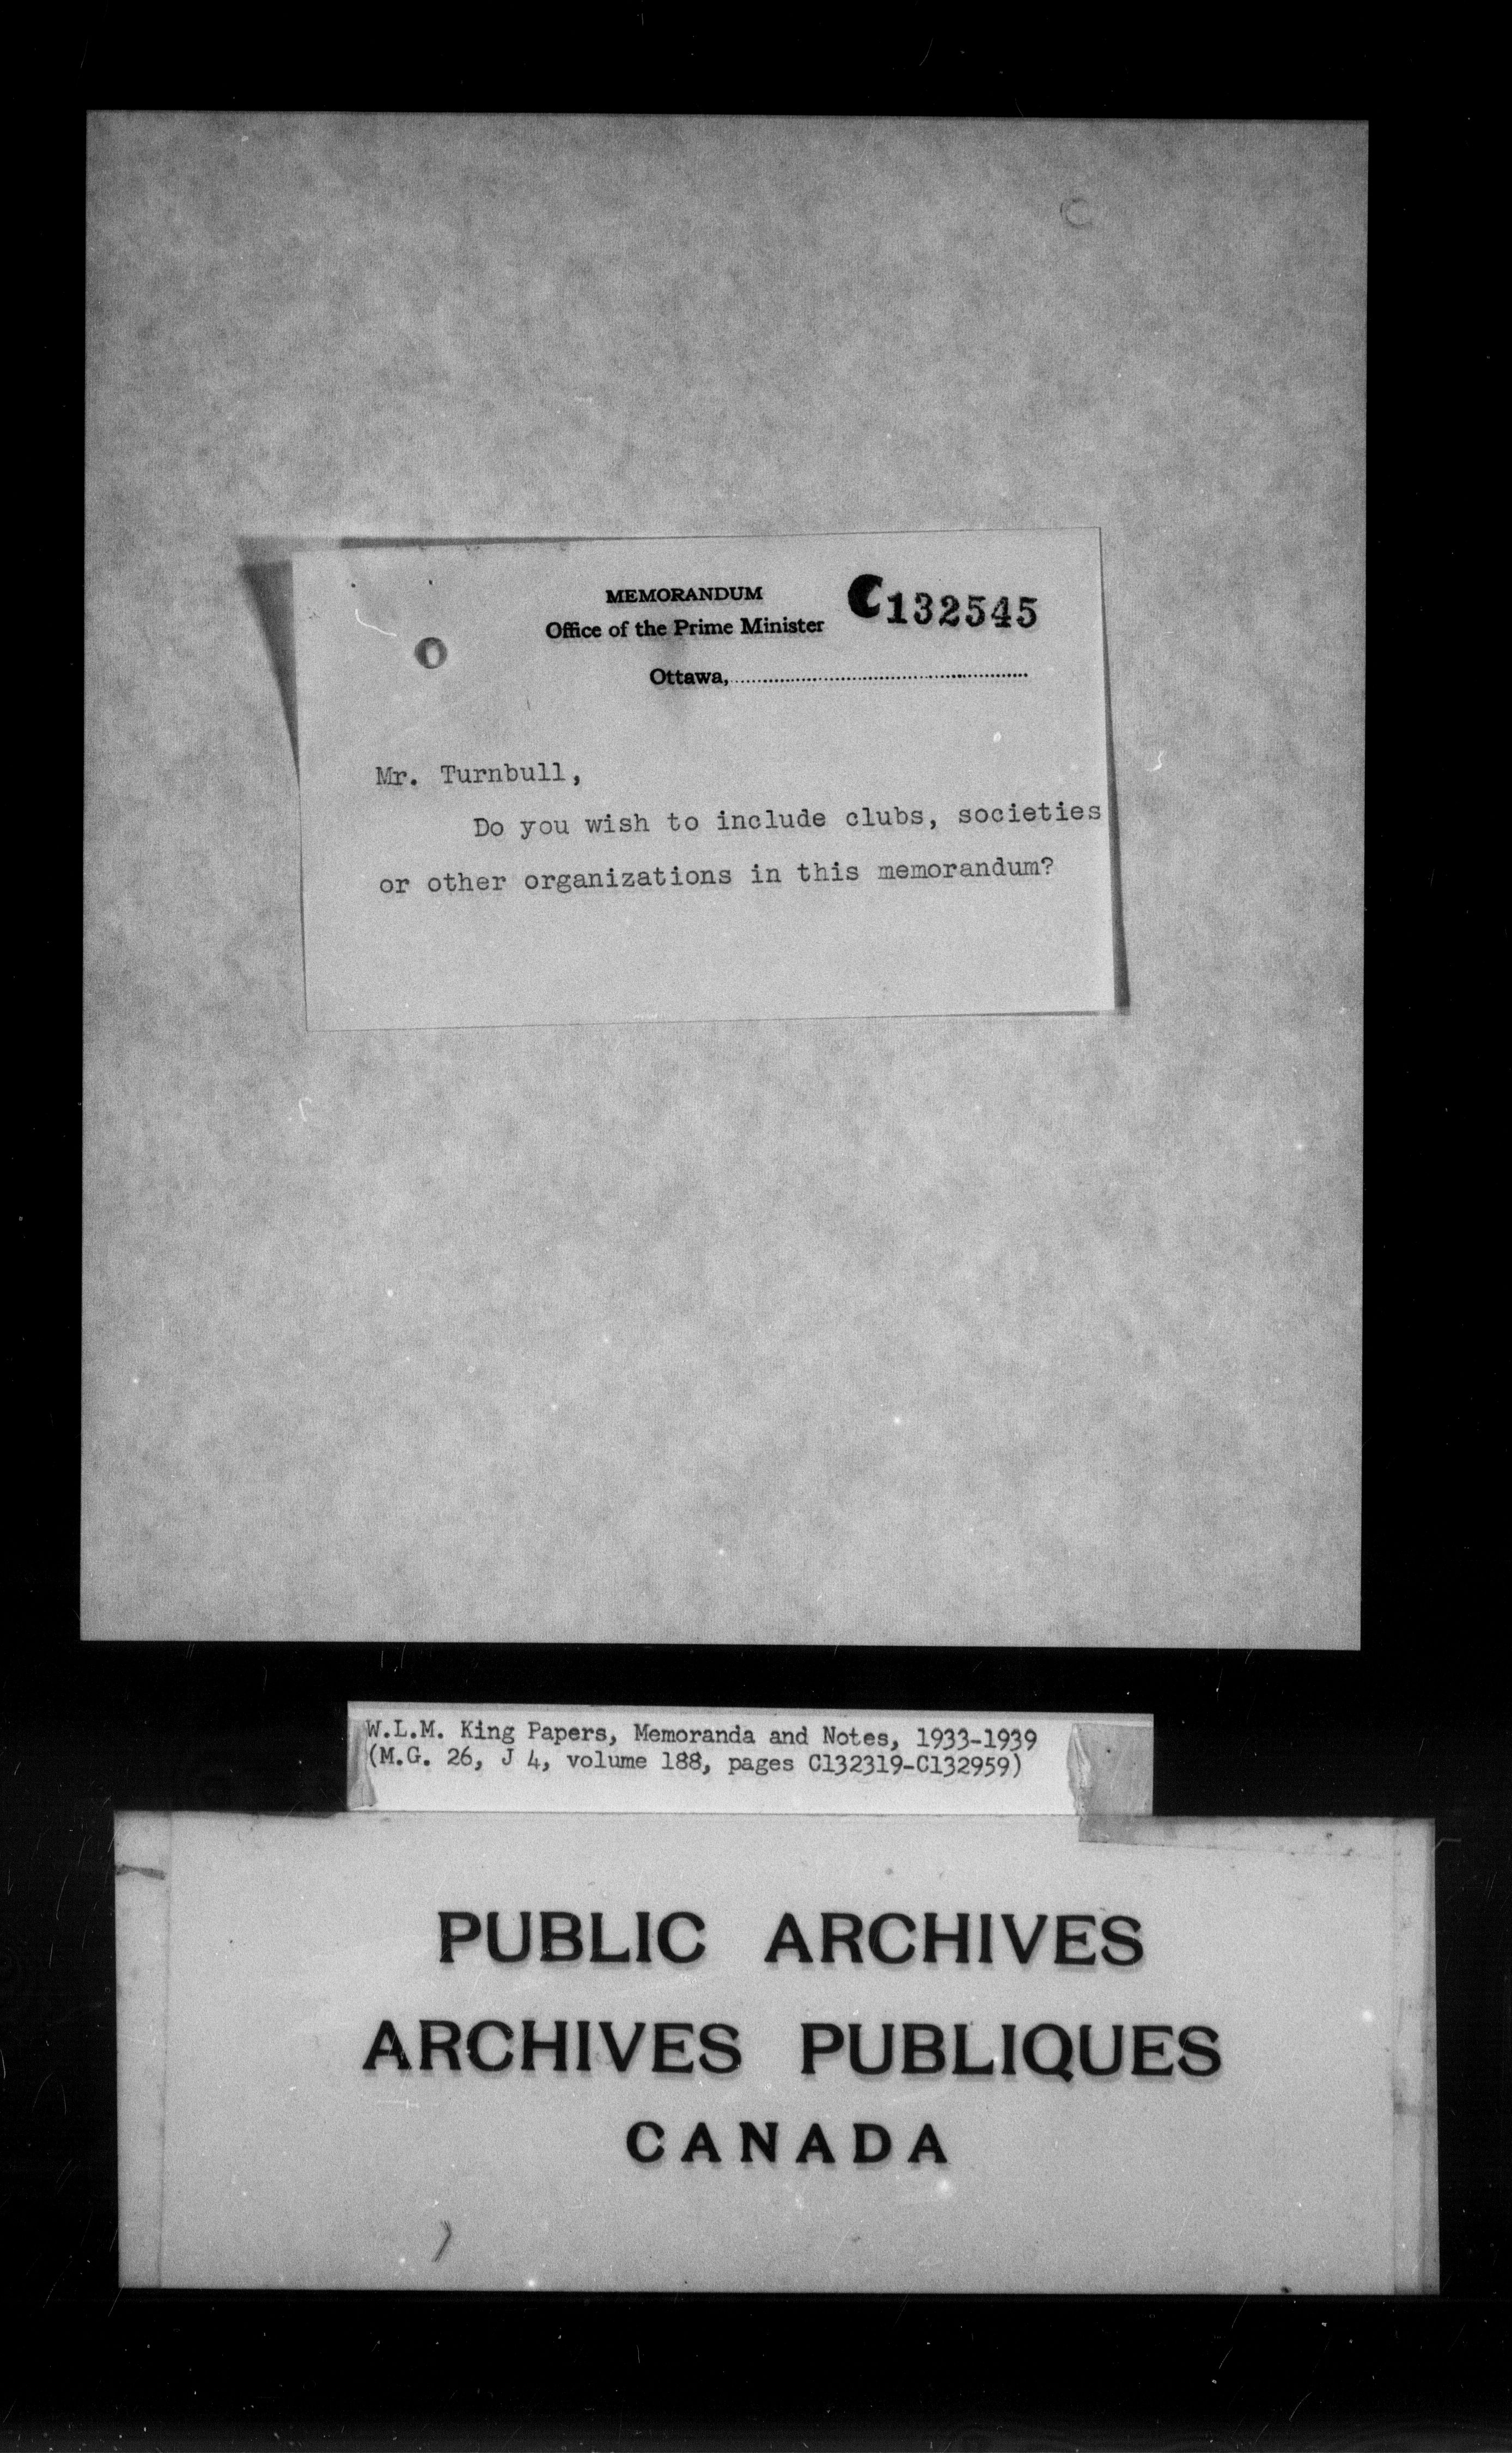 MEMORANDUM
Office of the Prime Minister
C132545
Ottawa,
Mr. Turnbull,
Do you wish to include clubs, societies
or other organizations in this memorandum?
W.L.M. King Papers, Memoranda and Notes, 1933-1939
(M.G. 26, J 4, volume 188, pages C132319-C132959)
PUBLIC ARCHIVES
ARCHIVES PUBLIQUES
CANADA